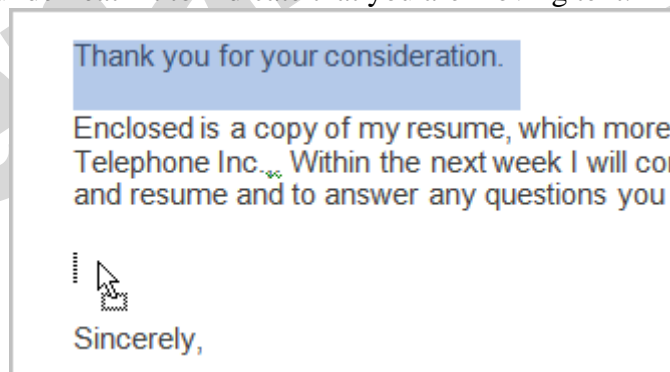 Thank you for your consideration.
Enclosed is a copy of my resume, which more
Telephone Inc.. Within the next week I will
and resume and to answer any questions you
Sincerely,